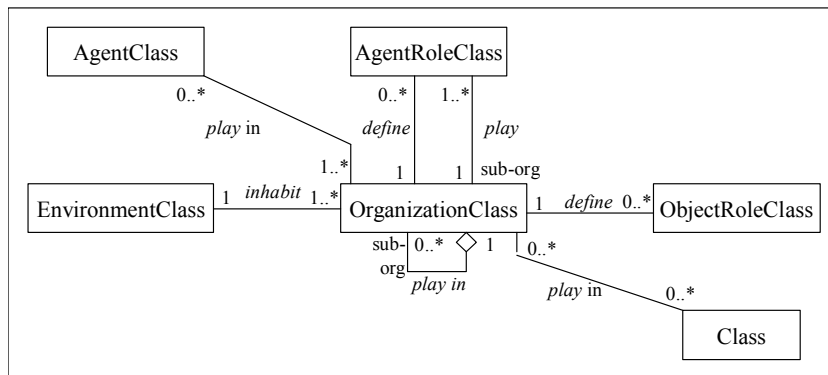 AgentClass
AgentRoleClass
0..*
0..*
1..*
play in
define
play
1..*
1
1
sub-org
EnvironmentClass
1
inhabit
1..*
OrganizationClass
1
define
0..*
ObjectRoleClass
sub-
org
0..*
1
0..*
play in
play in
0..*
Class